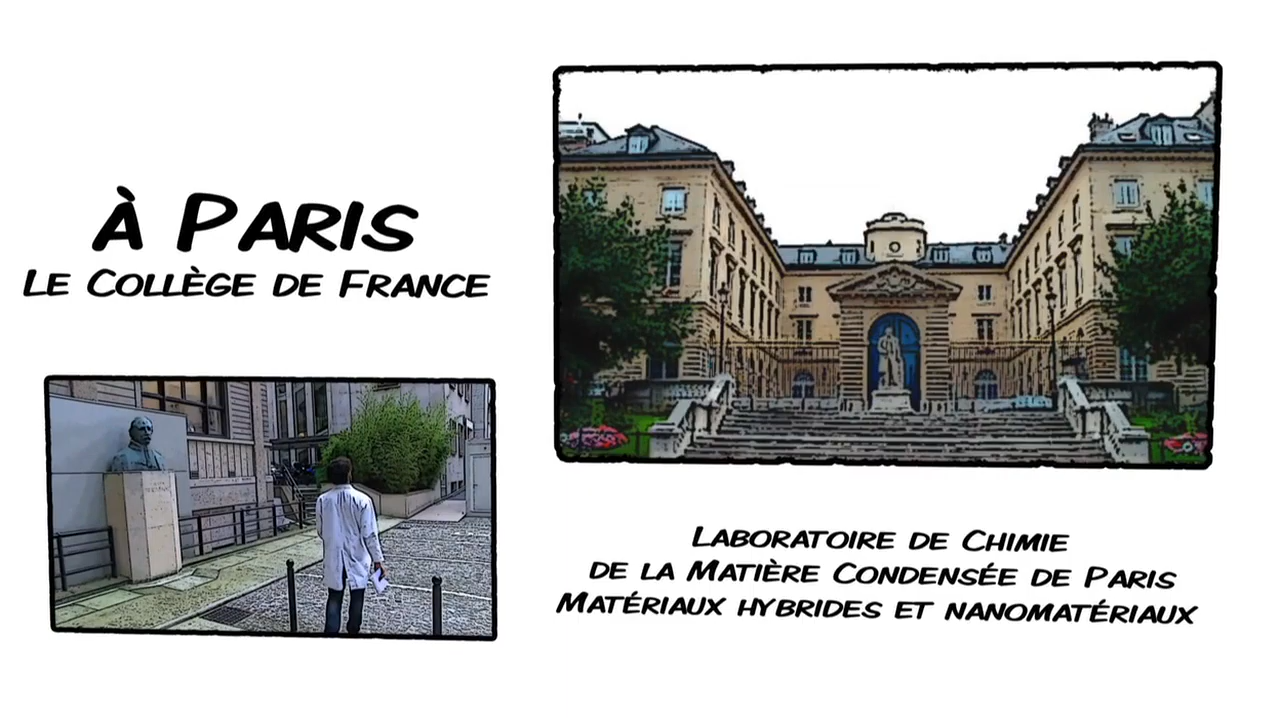 À Paris
Le Collège de France
Laboratoire de Chimie
de la Matière Condensée de Paris
Matériaux hybrides et nanomatériaux